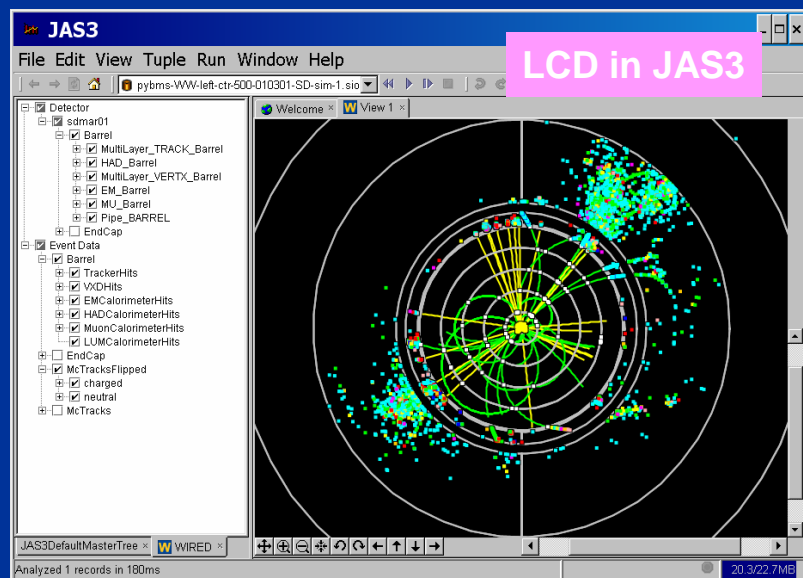 JAS3
File Edit View Tuple Run Window Help
LCD in JAS3
pybms-WW-left-ctr-500-010301-SD-sim-1.sio
Welcome
W View 1
Detector
sdmar01
Barrel
MultiLayer_TRACK_Barrel
HAD_Barrel
MultiLayer_VERTX_Barrel
EM_Barrel
MU_Barrel
Pipe_BARREL
EndCap
Event Data
Barrel
TrackerHits
VXDHits
EMCalorimeterHits
HADCalorimeterHits
MuonCalorimeterHits
LUMCalorimeterHits
EndCap
McTracksFlipped
charged
neutral
McTracks
JAS3DefaultMasterTree
W WIRED
Analyzed 1 records in 180ms
20.3/22.7MB